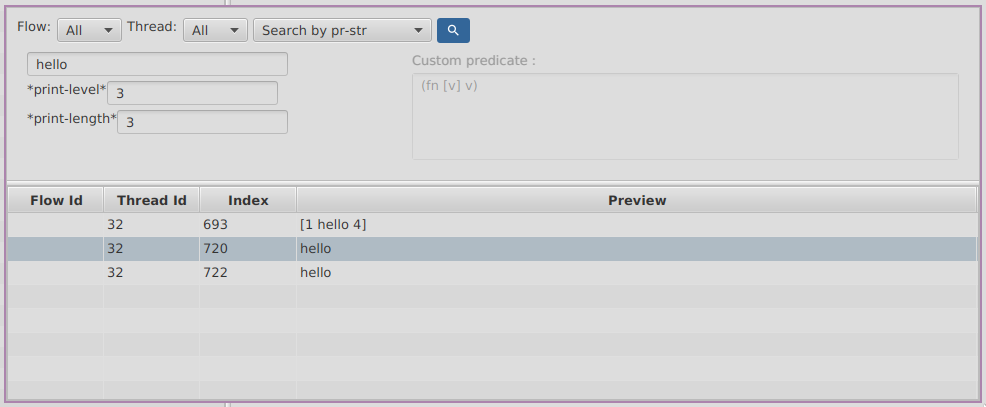 Flow: All Thread: All Search by pr-str
hello
Custom predicate :
*print-level* 3
(fn [v] v)
*print-length* 3
Flow Id Thread Id Index Preview
32 693 [1 hello 4]
32 720 hello
32 722 hello